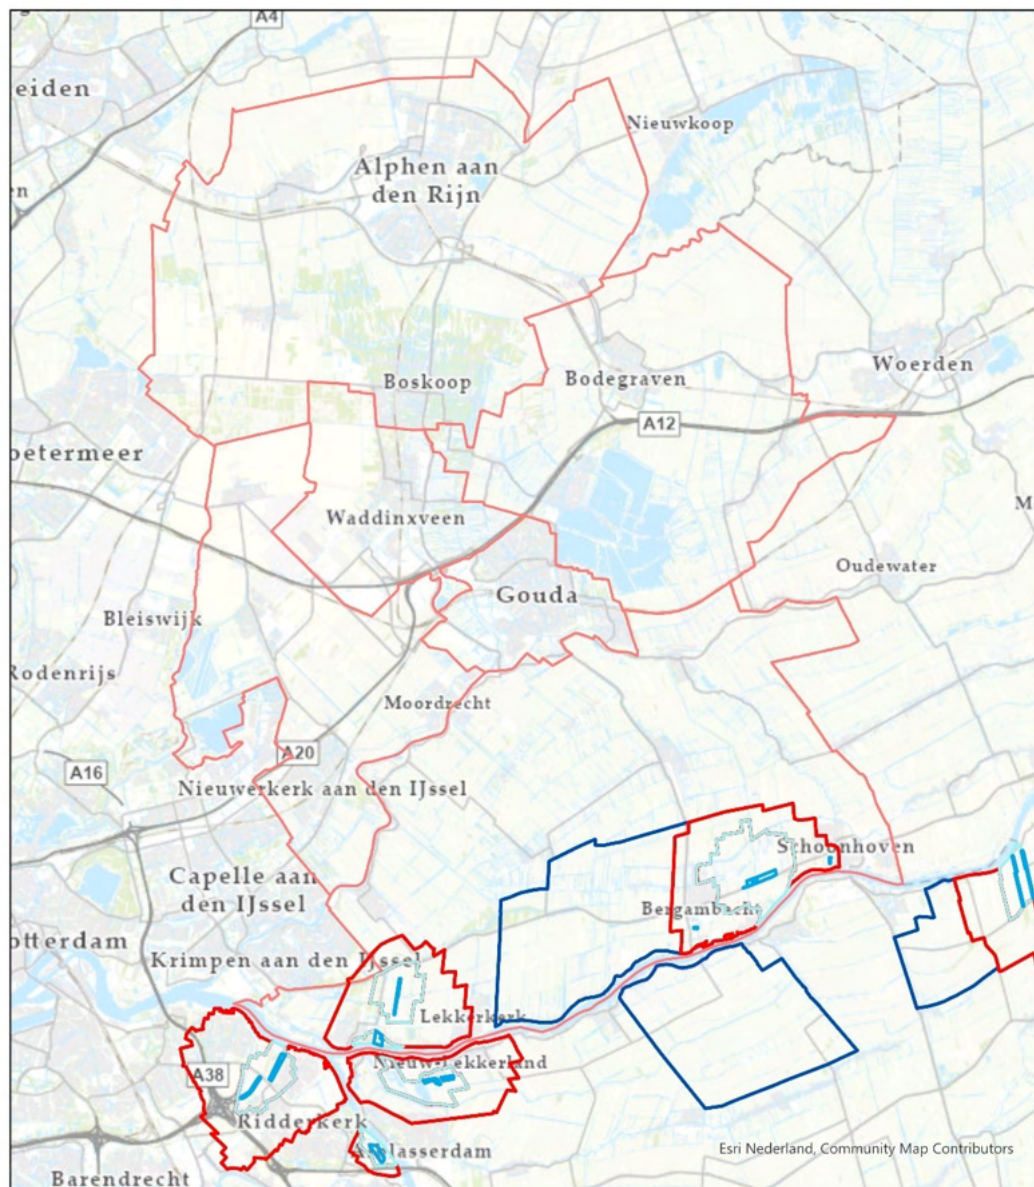 A4
eiden
Nieuwkoop
Alphen aan
den Rijn
en
Woerden
Boskoop
Bodegraven
A12
oetermeer
M
Waddinxveen
Oudewater
Gouda
Bleiswijk
Rodenrijs
Moordrecht
A20
A16
Nieuwerkerk aan den IJssel
Schoonhoven
Capelle aan
den IJssel
Bergambacht
otterdam
Krimpen aan den IJssel
Lekkerkerk
Nieuw-Lekkerland
A38
Ridderkerk
Alblasserdam
Esri Nederland, Community Map Contributors
Barendrecht